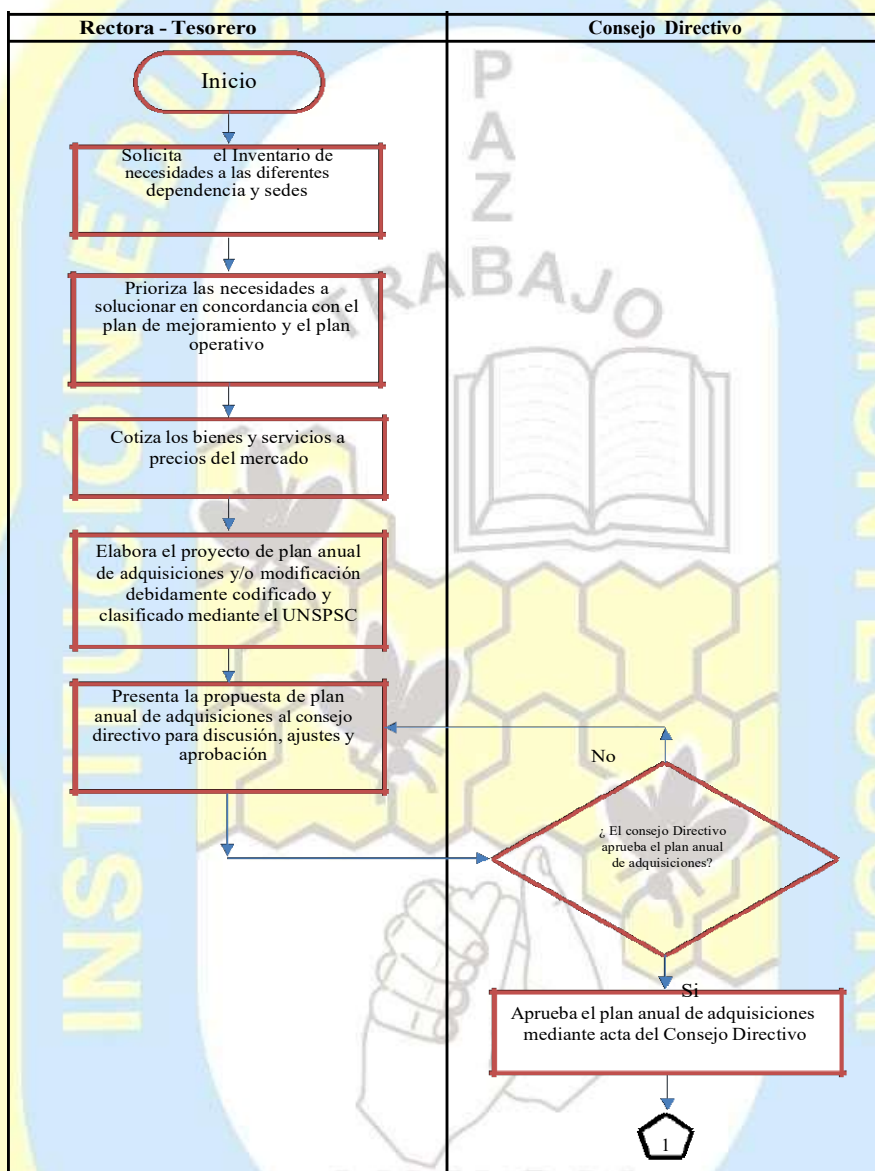 Rectora - Tesorero
Consejo Directivo
Inicio
Solicita el Inventario de
necesidades a las diferentes
dependencia y sedes
Prioriza las necesidades a
solucionar en concordancia con el
plan de mejoramiento y el plan
operativo
Cotiza los bienes y servicios a
precios del mercado
Elabora el proyecto de plan anual
de adquisiciones y/o modificación
debidamente codificado y
clasificado mediante el UNSPSC
Presenta la propuesta de plan
anual de adquisiciones al consejo
directivo para discusión, ajustes y
aprobación
No
¿ El consejo Directivo
aprueba el plan anual
de adquisiciones?
Si
Aprueba el plan anual de adquisiciones
mediante acta del Consejo Directivo
1
PAZ
TRABAJO
INSTITUCIÓN